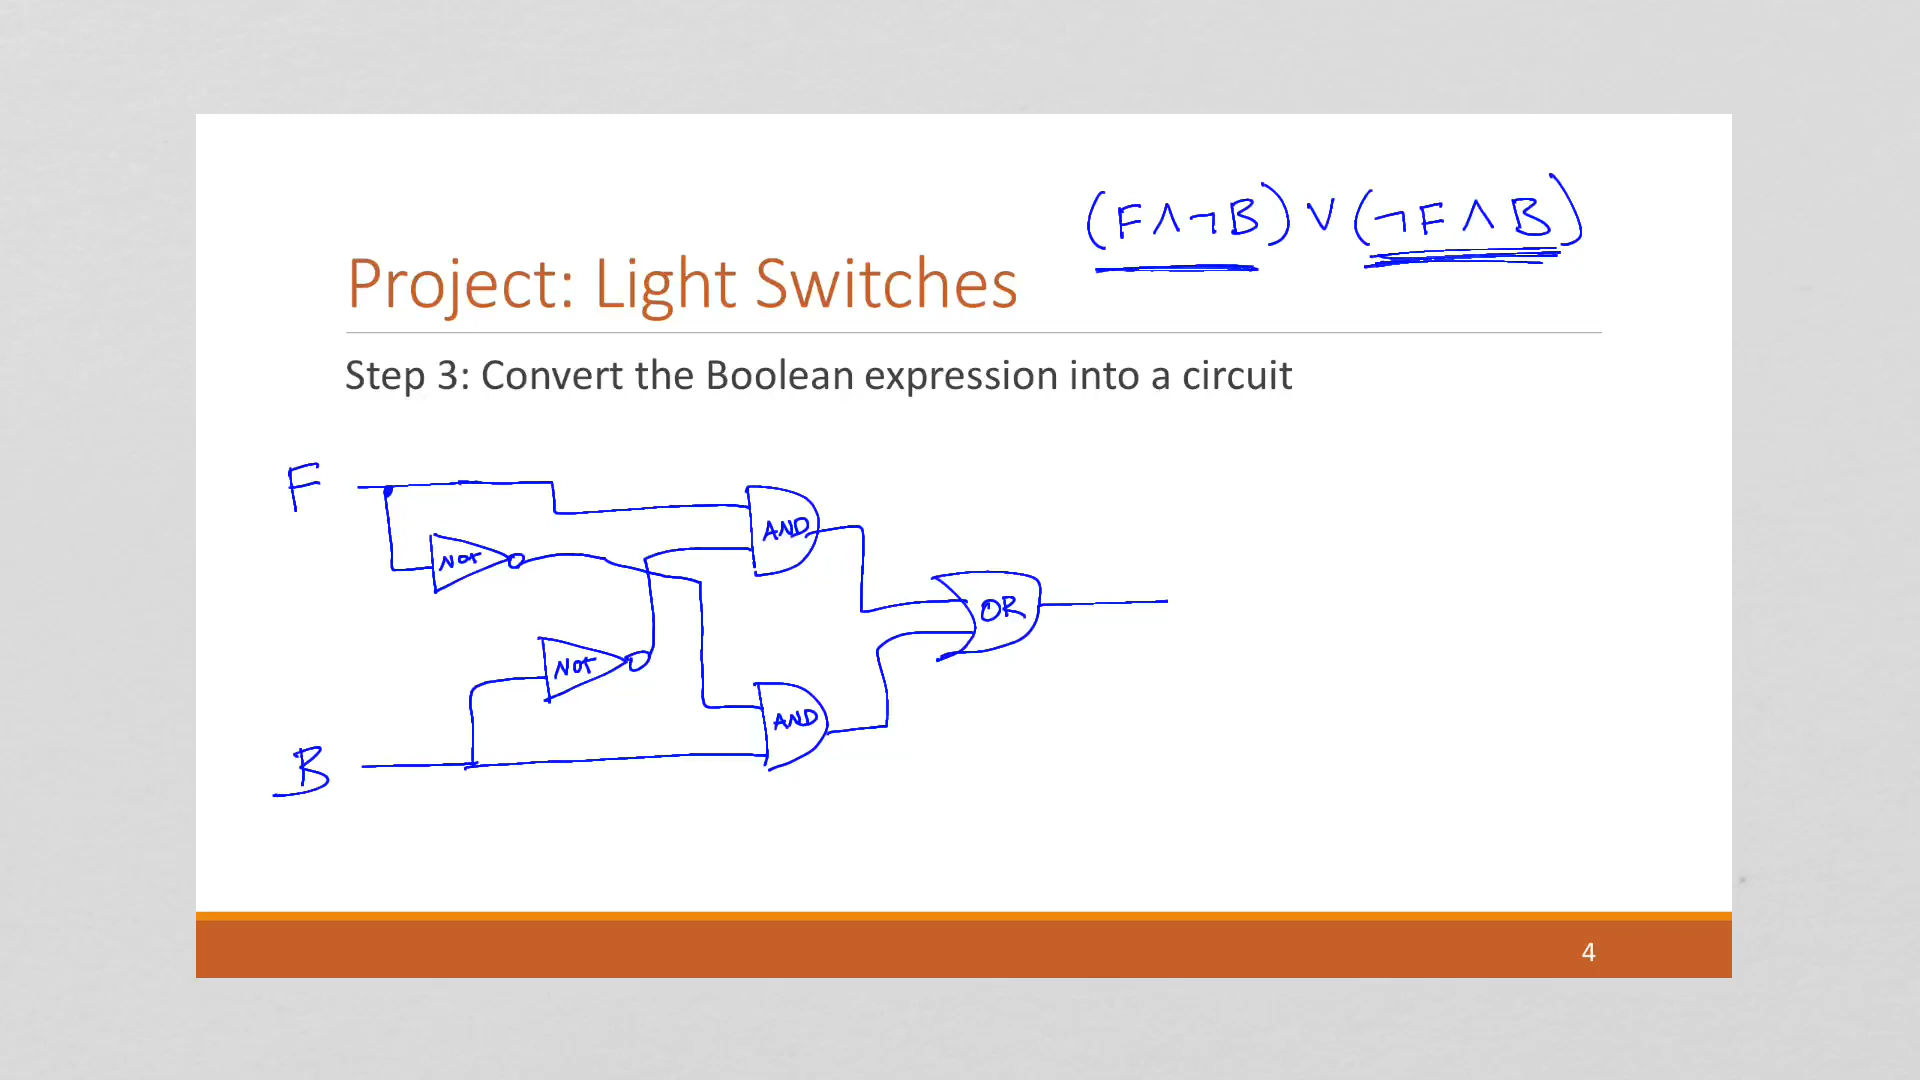 (F∧¬B)∨(¬F∧B)
Project: Light Switches
Step 3: Convert the Boolean expression into a circuit
F
AND
NOT
OR
NOT
AND
B
4